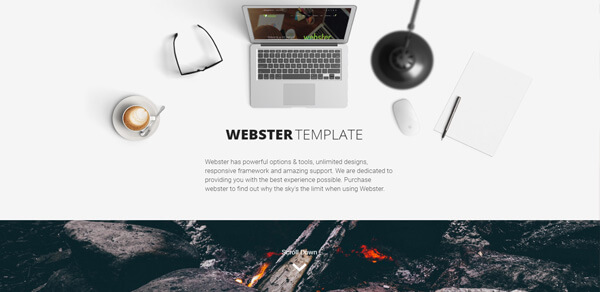 webster
WEBSTER TEMPLATE
Webster has powerful options & tools, unlimited designs,
responsive framework and amazing support. We are dedicated to
providing you with the best experience possible. Purchase
webster to find out why the sky's the limit when using Webster.
Scroll Down